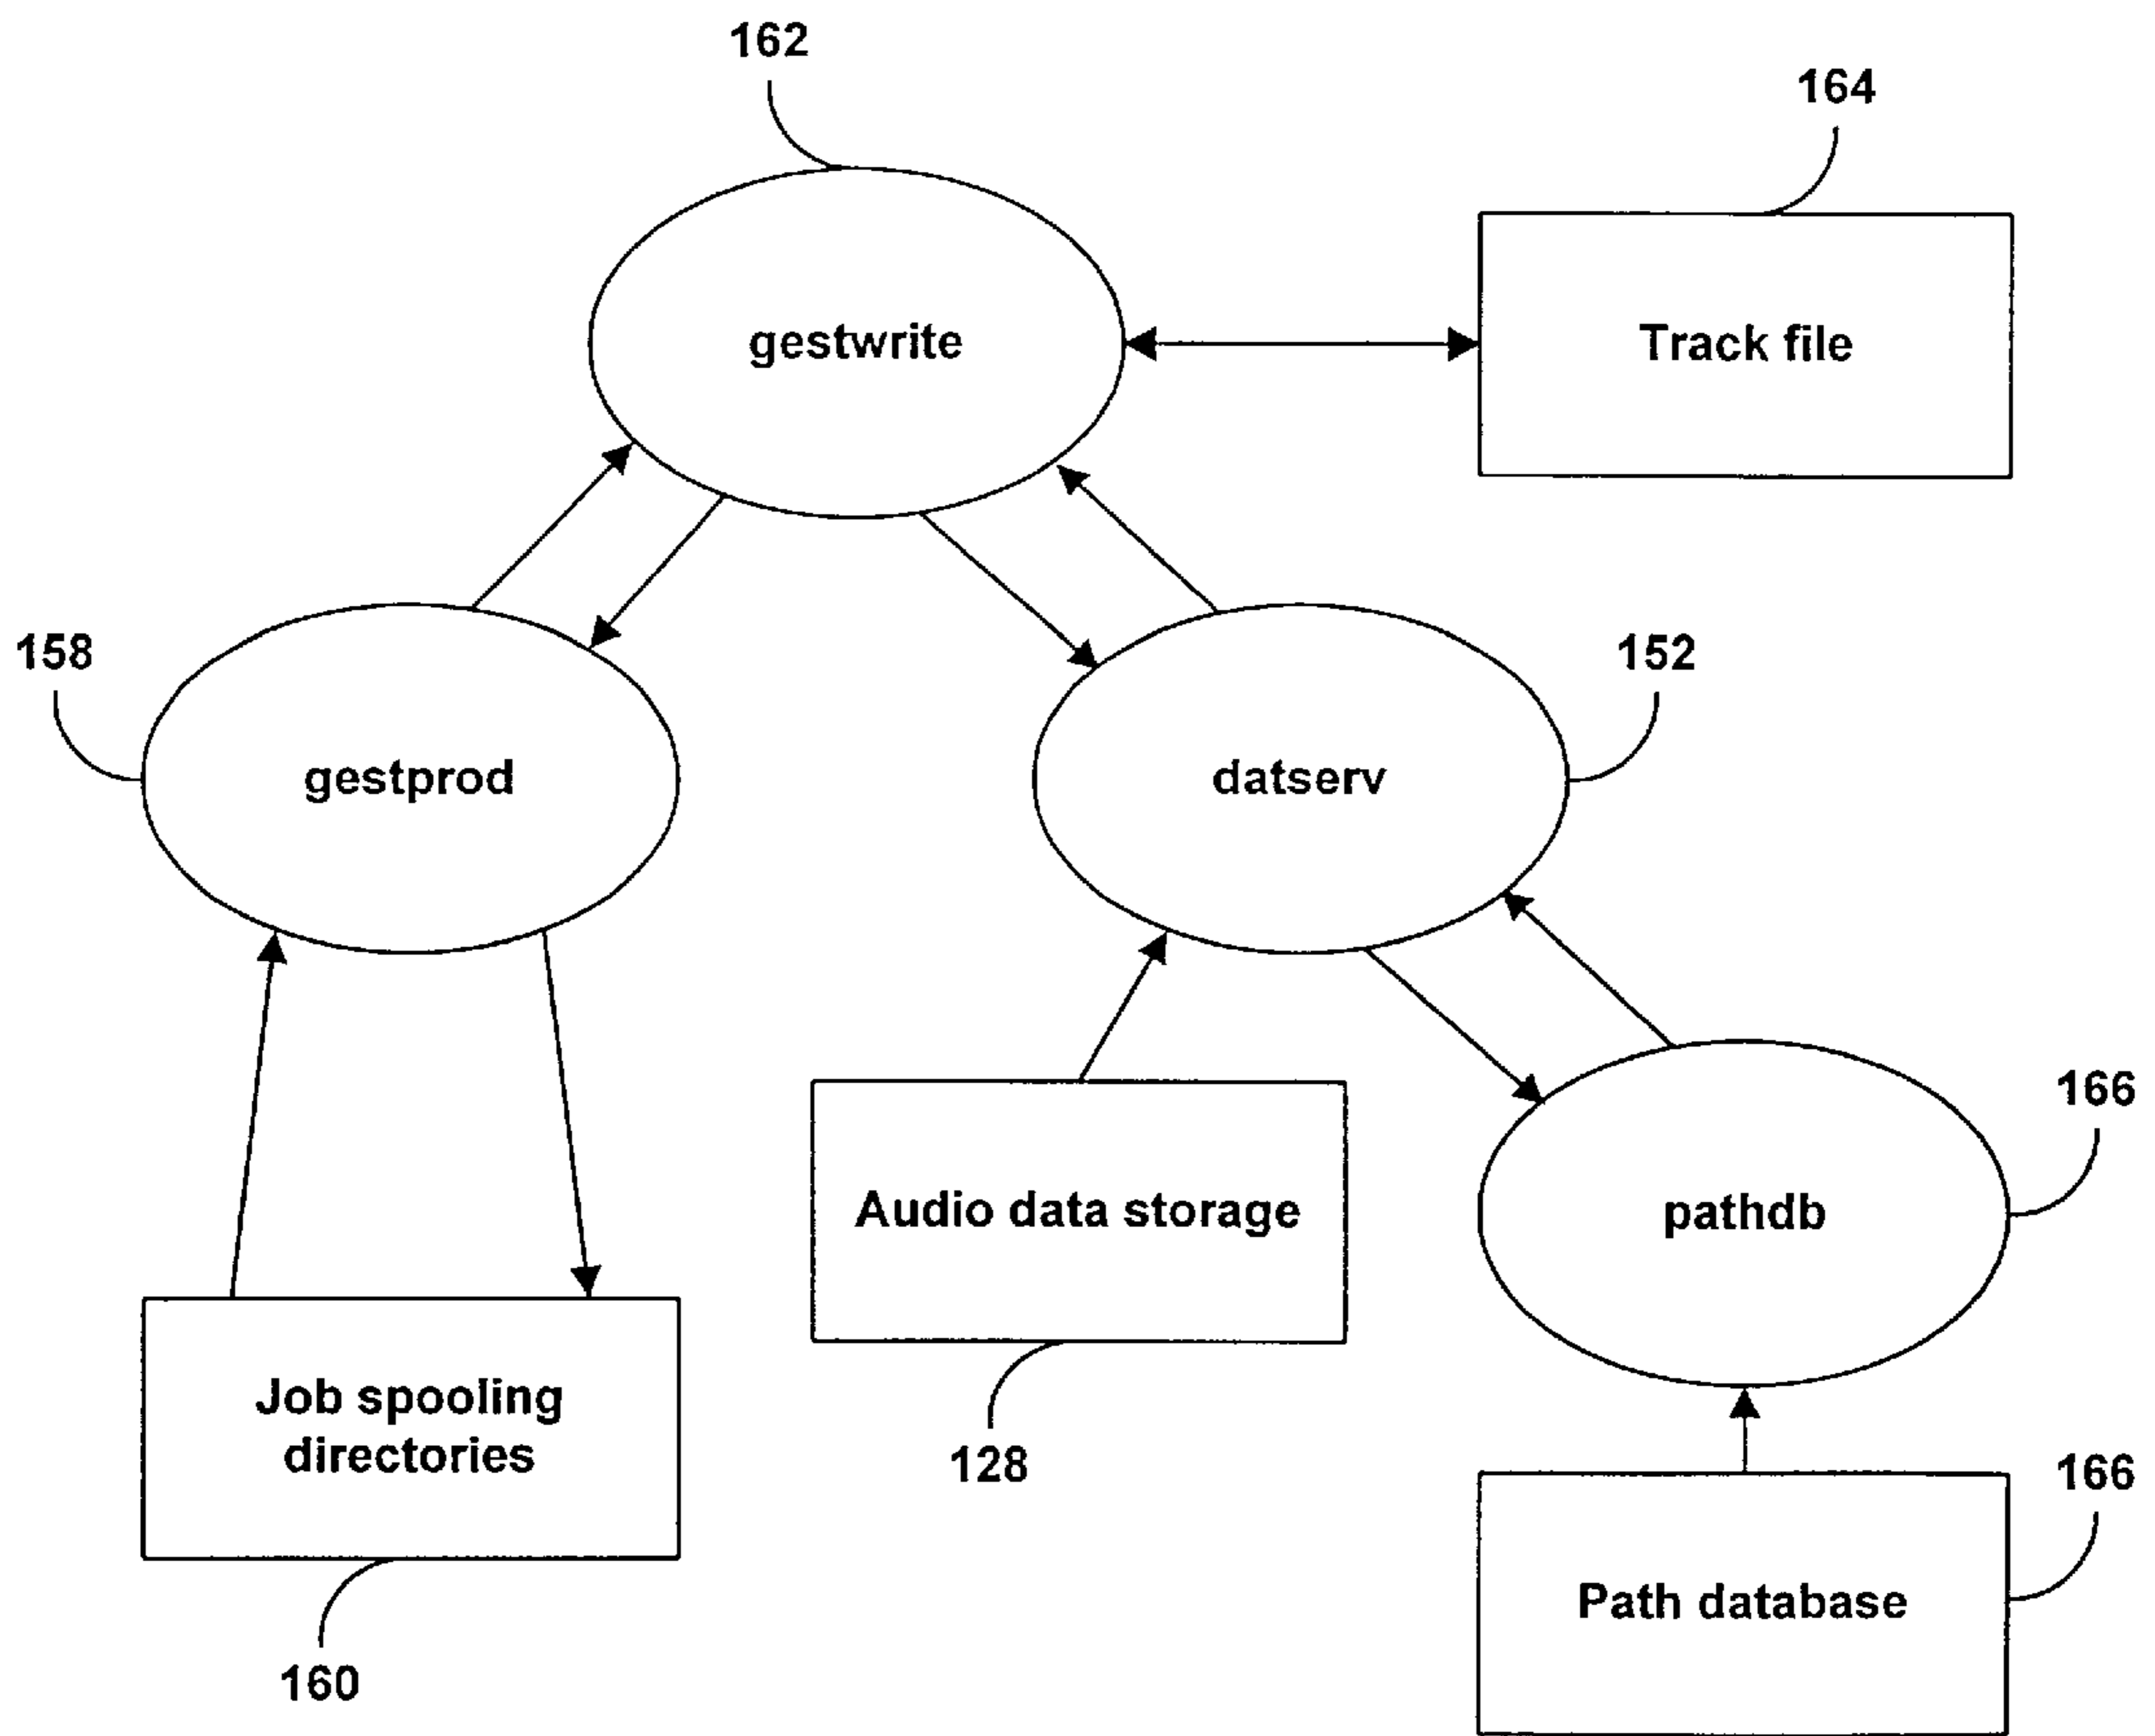 162
164
gestwrite
Track file
158
152
gestprod
datserv
166
Audio data storage
pathdb
Job spooling
directories
128
166
Path database
160